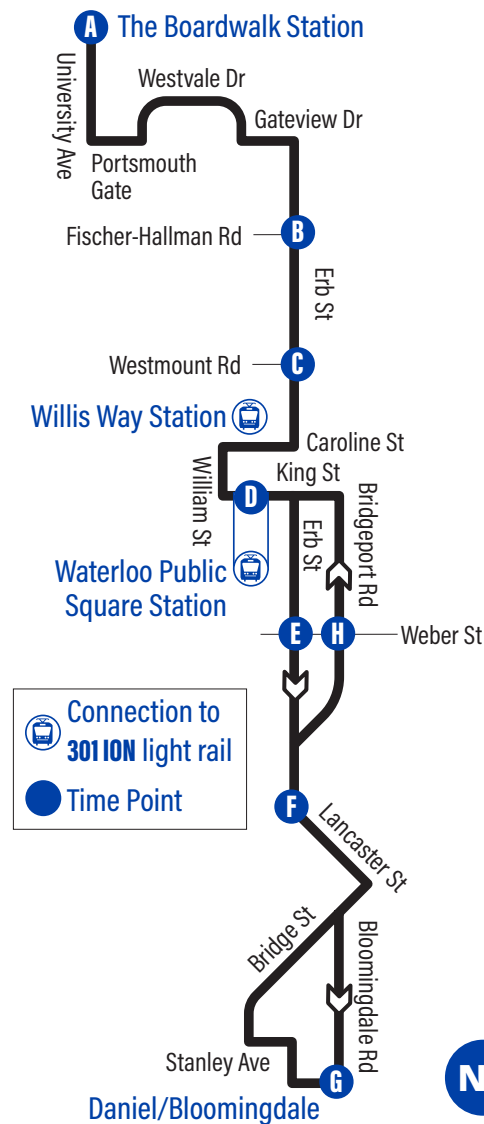 A The Boardwalk Station
University Ave
Westvale Dr
Gateview Dr
Portsmouth
Gate
Fischer-Hallman Rd
B
Erb St
Westmount Rd
C
Willis Way Station
Caroline St
William St
King St
D
Bridgeport Rd
Erb St
Waterloo Public
Square Station
E
H
Weber St
Connection to
301 ION light rail
Time Point
F
Lancaster St
Bridge St
Bloomingdale Rd
Stanley Ave
G
Daniel/Bloomingdale
N